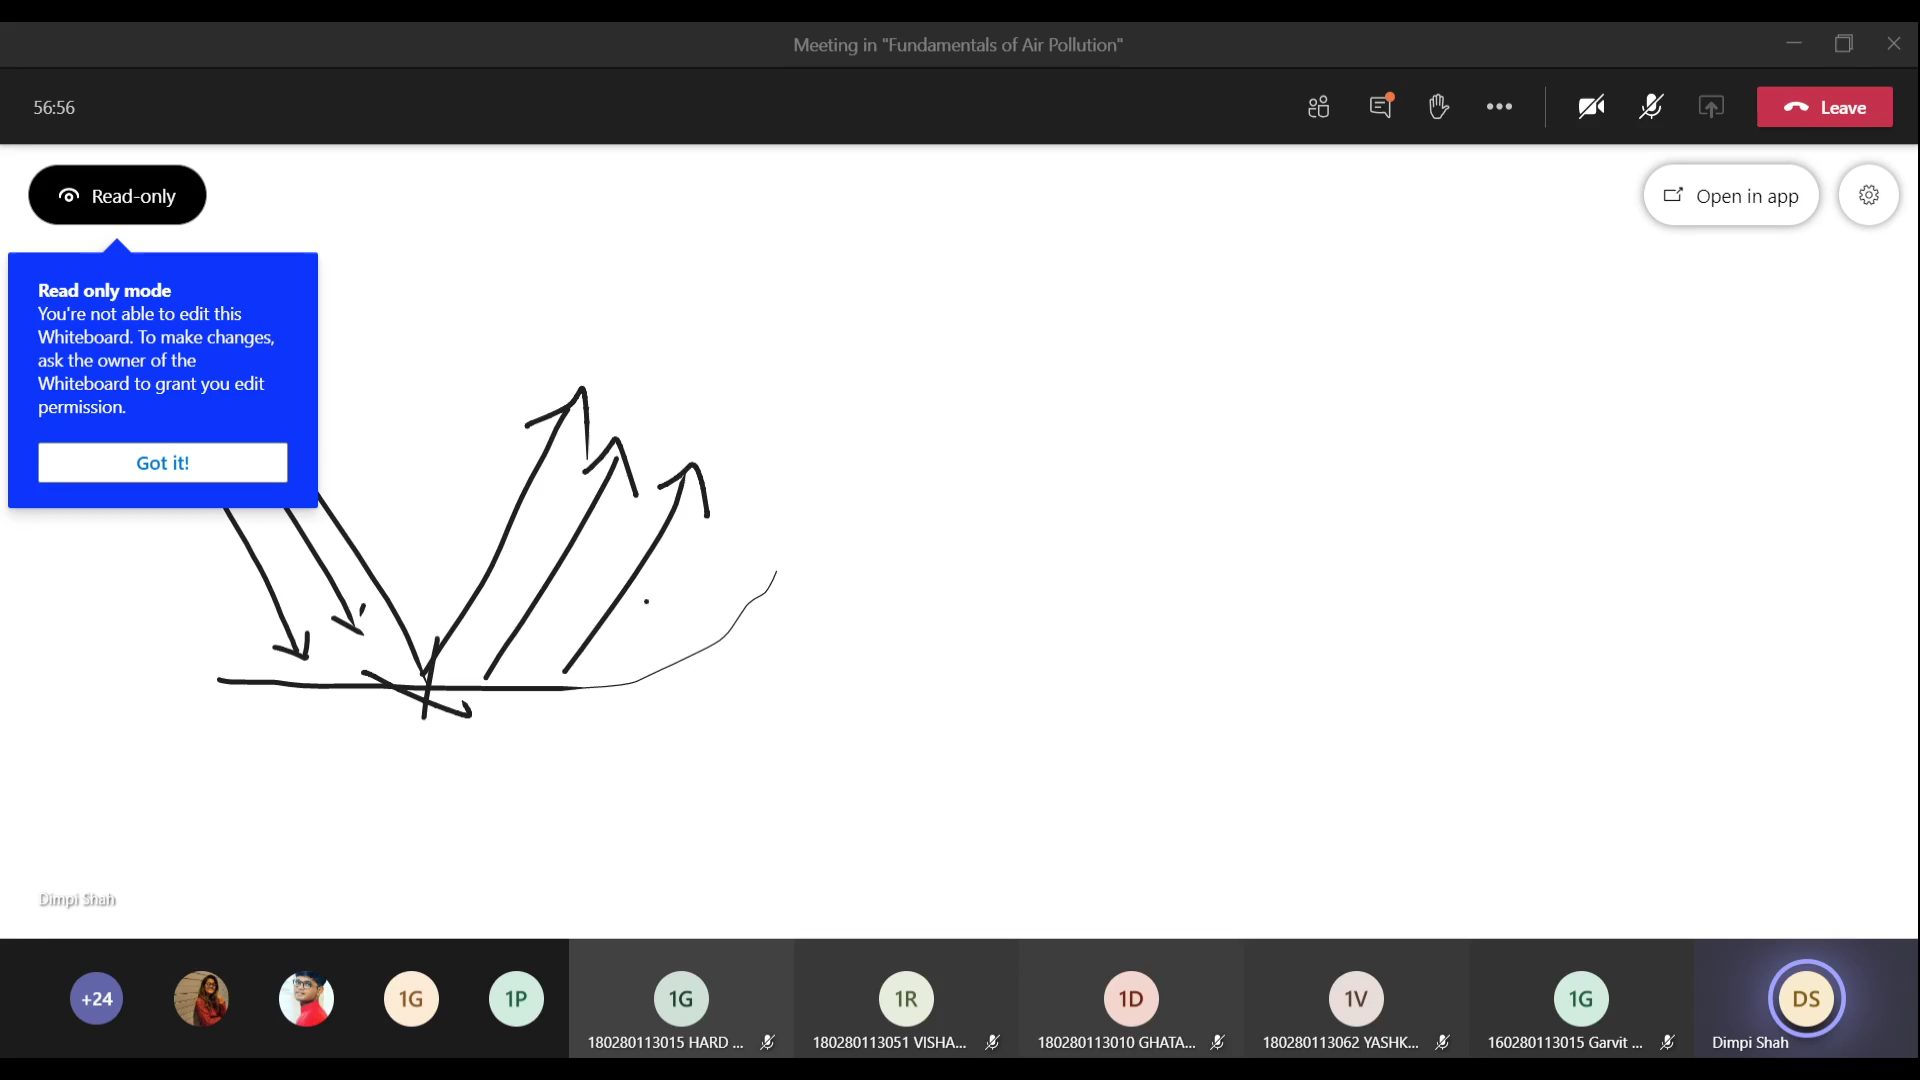 Meeting in "Fundamentals of Air Pollution"
56:56
Leave
Read-only
Open in app
Read only mode
You're not able to edit this
Whiteboard. To make changes,
ask the owner of the
Whiteboard to grant you edit
permission.
Got it!
Dimpi Shah
+24
1G
1P
1G
1R
1D
1V
1G
DS
180280113015 HARD ...
180280113051 VISHA...
180280113010 GHATA...
180280113062 YASHK...
160280113015 Garvit ...
Dimpi Shah